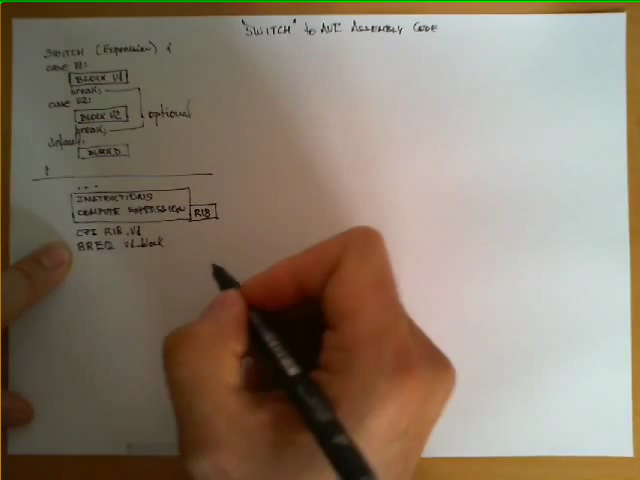 "SWITCH" to AVR ASSEMBLY CODE
SWITCH (Expression) {
case V1:
BLOCK V1
break;
case V2:
BLOCK V2
optional
break;
default:
BLOCK D
}
...
INSTRUCTIONS
COMPUTE EXPRESSION
R18
CPI R18, V1
BREQ V1_block